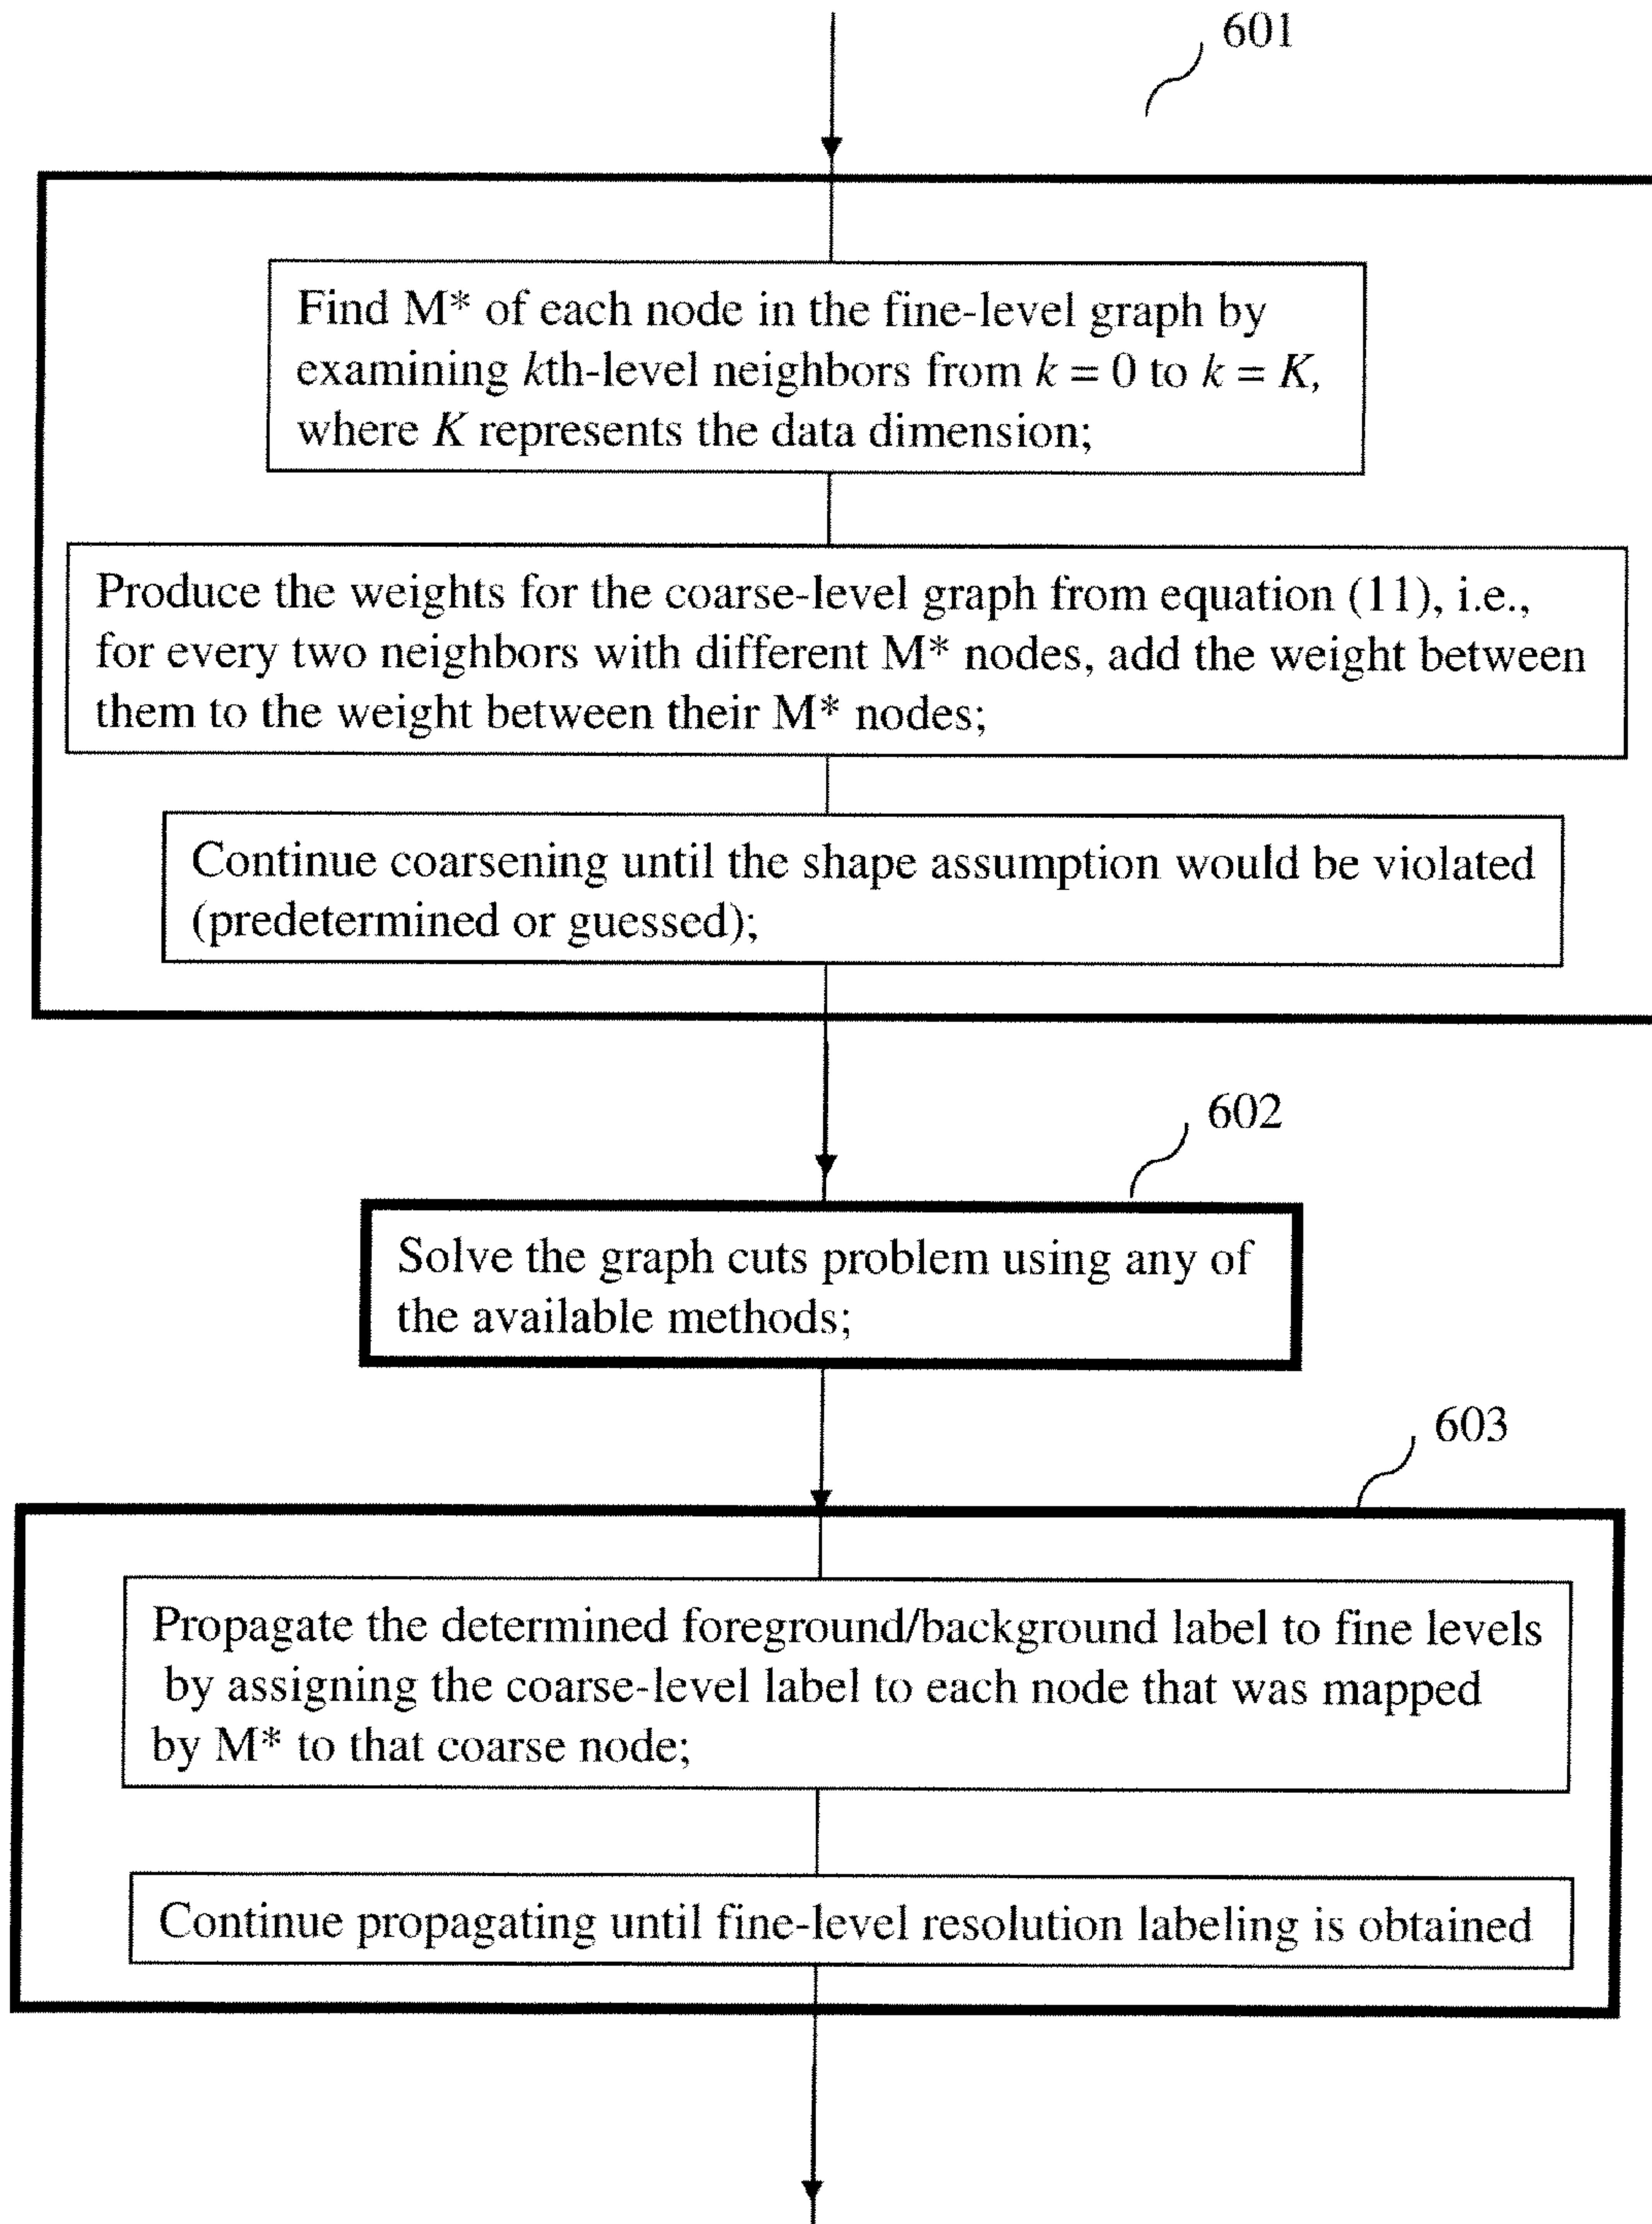 601
Find M* of each node in the fine-level graph by
examining kth-level neighbors from k = 0 to k = K,
where K represents the data dimension;
Produce the weights for the coarse-level graph from equation (11), i.e.,
for every two neighbors with different M* nodes, add the weight between
them to the weight between their M* nodes;
Continue coarsening until the shape assumption would be violated
(predetermined or guessed);
602
Solve the graph cuts problem using any of
the available methods;
603
Propagate the determined foreground/background label to fine levels
by assigning the coarse-level label to each node that was mapped
by M* to that coarse node;
Continue propagating until fine-level resolution labeling is obtained